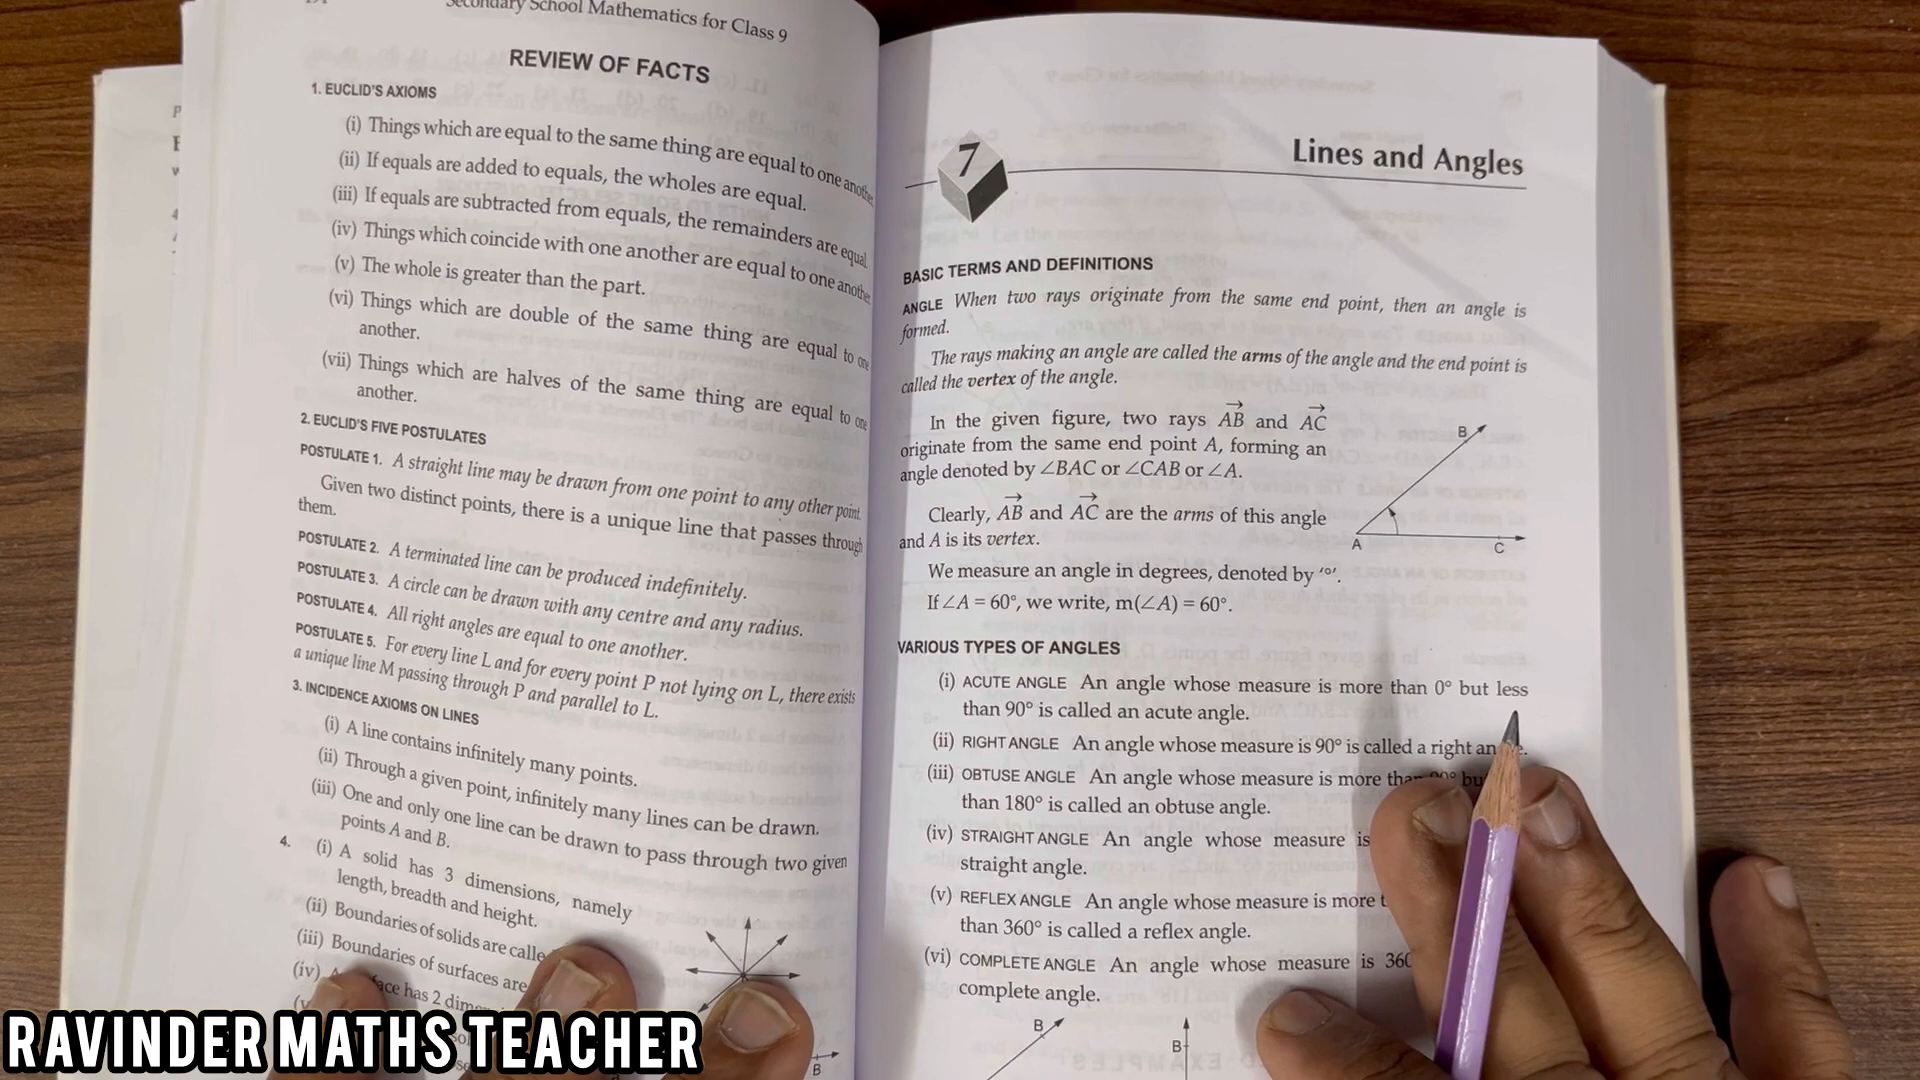 Secondary School Mathematics for Class 9
REVIEW OF FACTS
1. EUCLID'S AXIOMS
(i) Things which are equal to the same thing are equal to one
(ii) If equals are added to equals, the wholes are equal.
(iii) If equals are subtracted from equals, the remainders are equal.
(iv) Things which coincide with one another are equal to one
(v) The whole is greater than the part.
(vi) Things which are double of the same thing are equal to one
another.
(vii) Things which are halves of the same thing are equal to one
another.
2. EUCLID'S FIVE POSTULATES
POSTULATE 1. A straight line may be drawn from one point to any other point.
Given two distinct points, there is a unique line that passes through
them.
POSTULATE 2. A terminated line can be produced indefinitely.
POSTULATE 3. A circle can be drawn with any centre and any radius.
POSTULATE 4. All right angles are equal to one another.
POSTULATE 5. For every line L and for every point P not lying on L, there exists
a unique line M passing through P and parallel to L.
3. INCIDENCE AXIOMS ON LINES
(i) A line contains infinitely many points.
(ii) Through a given point, infinitely many lines can be drawn.
(iii) One and only one line can be drawn to pass through two given
points A and B.
4. (i) A solid has 3 dimensions, namely
length, breadth and height.
(ii) Boundaries of solids are
(iii) Boundaries of surfaces are
(iv) has 2
B
7
Lines and Angles
BASIC TERMS AND DEFINITIONS
ANGLE When two rays originate from the same end point, then an angle is
formed.
The rays making an angle are called the arms of the angle and the end point is
called the vertex of the angle.
In the given figure, two rays AB→ and AC→
originate from the same end point A, forming an
angle denoted by ∠BAC or ∠CAB or ∠A.
Clearly, AB→ and AC→ are the arms of this angle
and A is its vertex.
B
A
C
We measure an angle in degrees, denoted by '°'.
If ∠A = 60°, we write, m(∠A) = 60°.
VARIOUS TYPES OF ANGLES
(i) ACUTE ANGLE An angle whose measure is more than 0° but less
than 90° is called an acute angle.
(ii) RIGHT ANGLE An angle whose measure is 90° is called a right
(iii) OBTUSE ANGLE An angle whose measure is more than 90°
than 180° is called an obtuse angle.
(iv) STRAIGHT ANGLE An angle whose measure is
straight angle.
(v) REFLEX ANGLE An angle whose measure is more
than 360° is called a reflex angle.
(vi) COMPLETE ANGLE An angle whose measure is 360
complete angle.
B
B
RAVINDER MATHS TEACHER